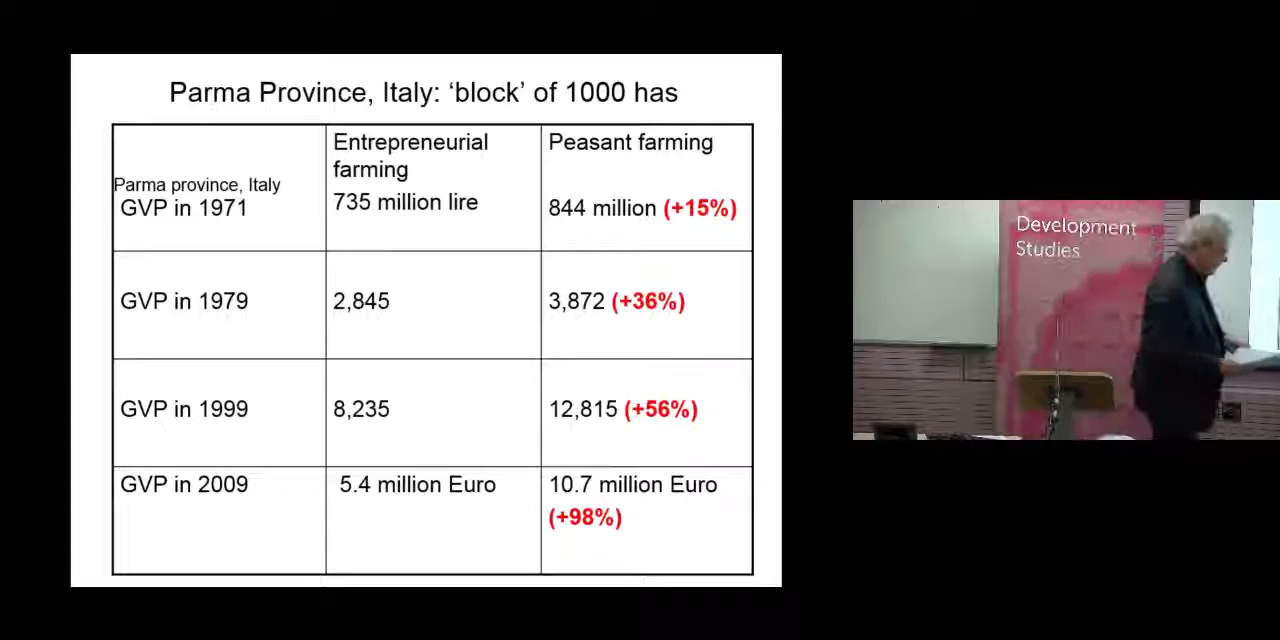 Parma Province, Italy: ‘block’ of 1000 has
Entrepreneurial
farming
Peasant farming
Parma province, Italy
GVP in 1971
735 million lire
844 million (+15%)
GVP in 1979
2,845
3,872 (+36%)
GVP in 1999
8,235
12,815 (+56%)
GVP in 2009
5.4 million Euro
10.7 million Euro
(+98%)
Development
Studies